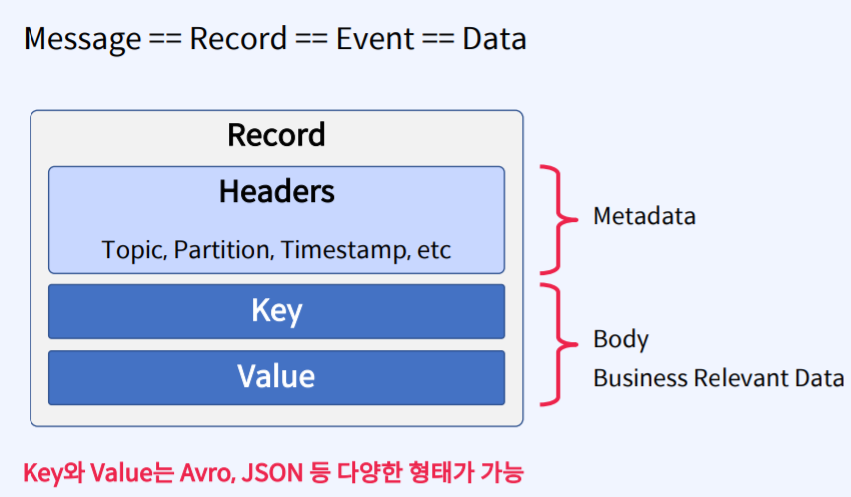 Message == Record == Event == Data
Record
Headers
Topic, Partition, Timestamp, etc
Metadata
Key
Value
Body
Business Relevant Data
Key와 Value는 Avro, JSON 등 다양한 형태가 가능